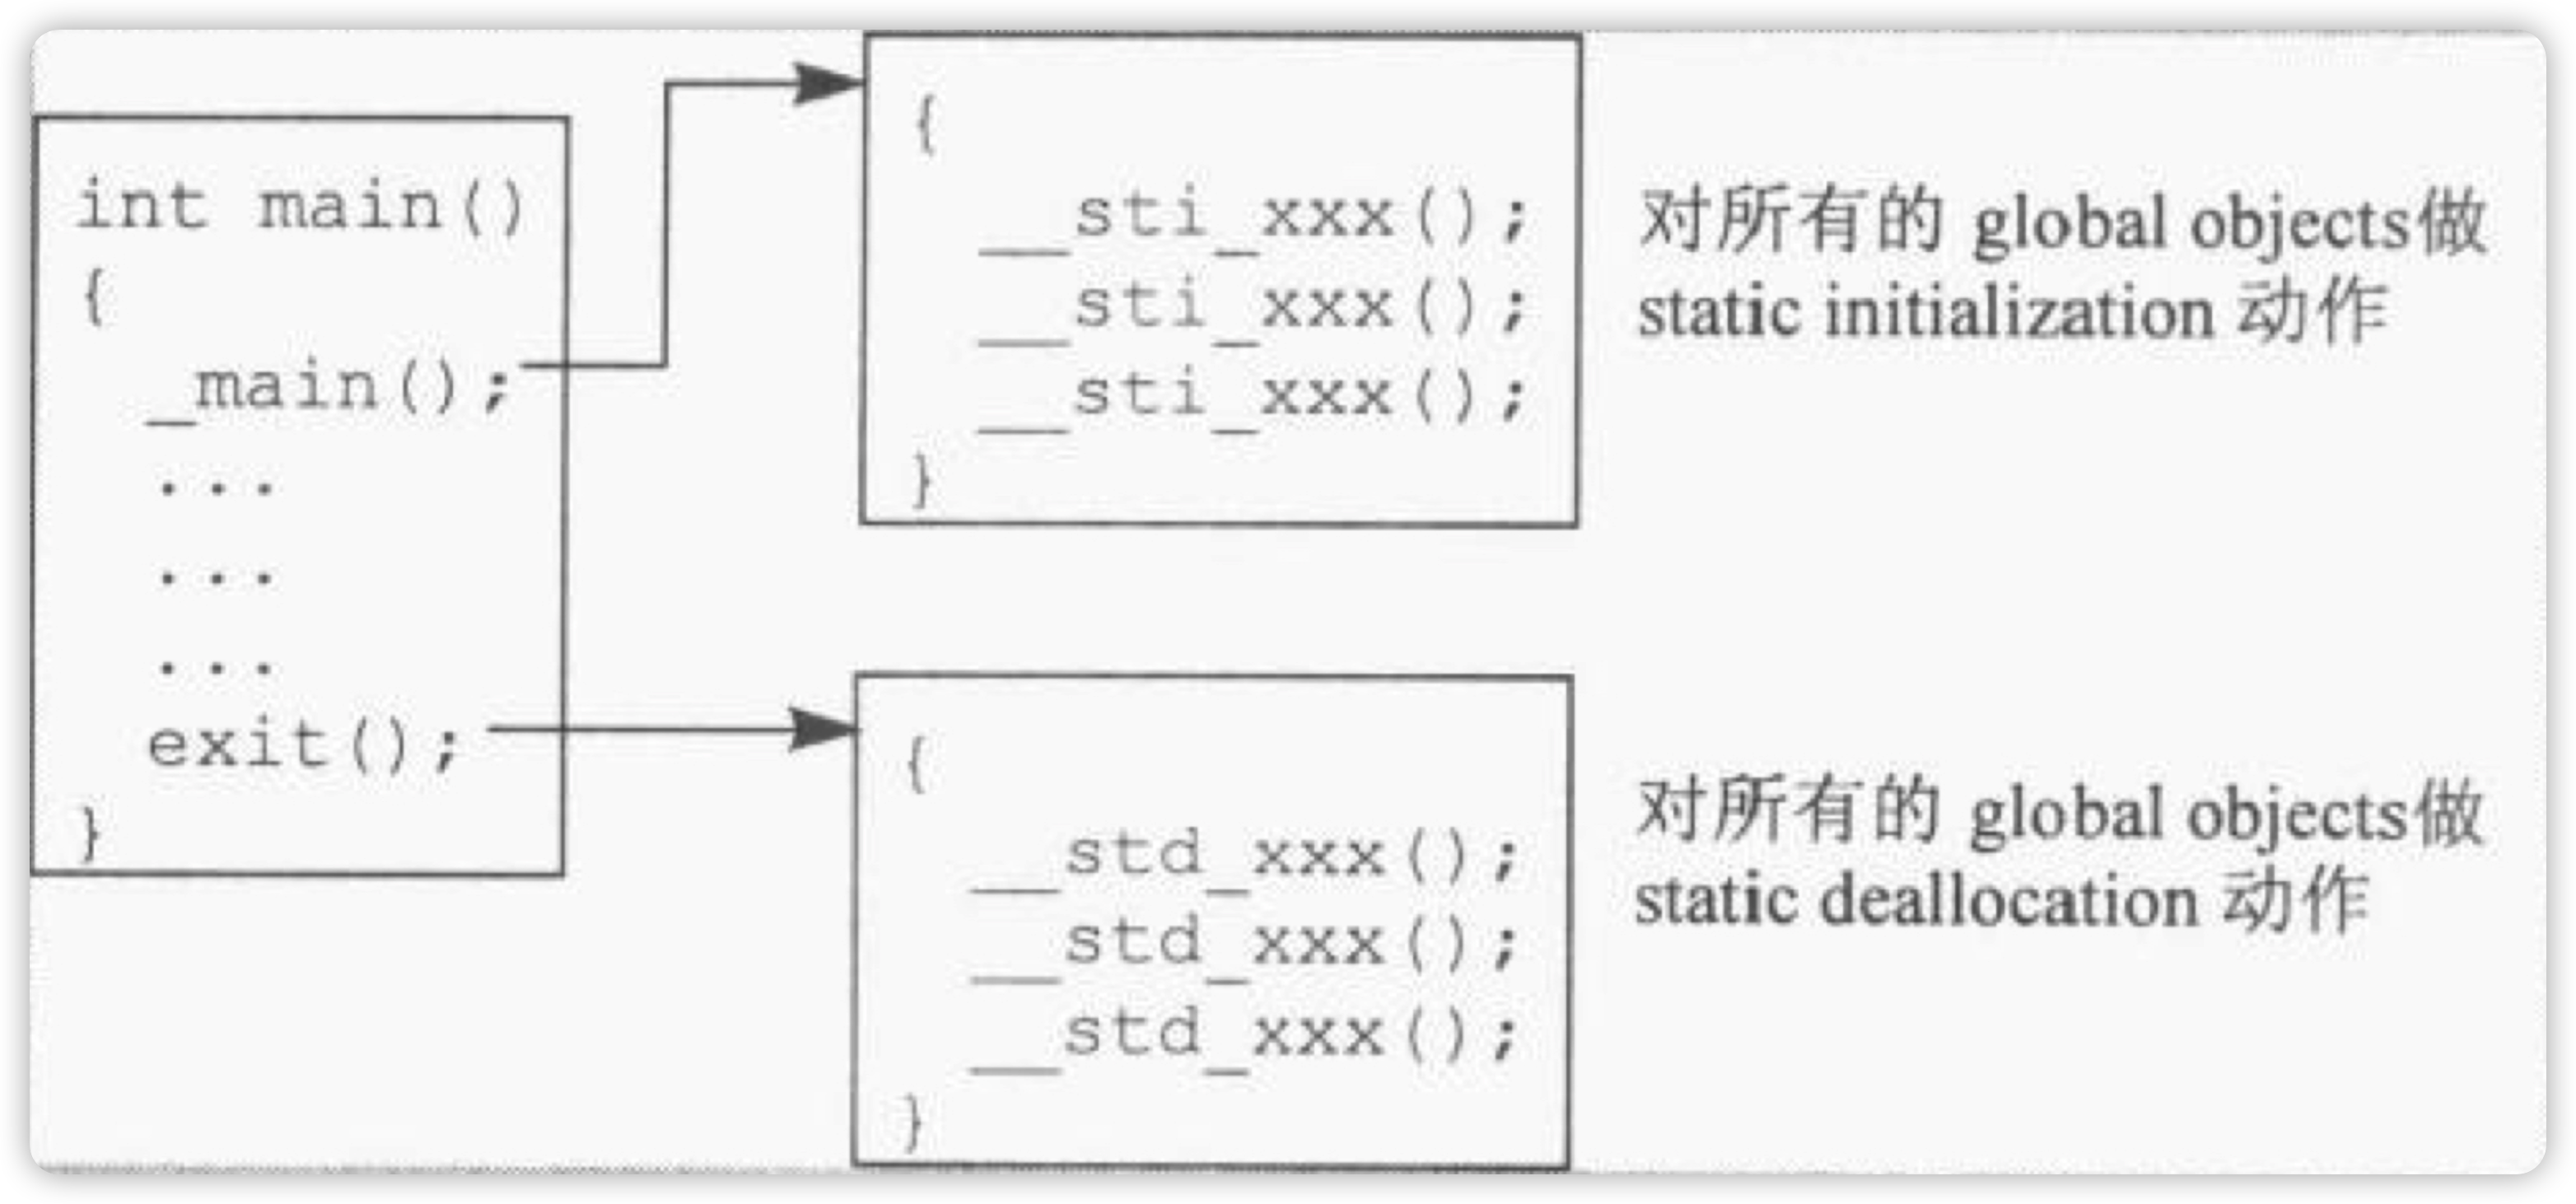 int main()
{
_main();
...
...
...
exit();
}
{
__sti_xxx();
__sti_xxx();
__sti_xxx();
}
对所有的 global objects做
static initialization 动作
{
__std_xxx();
__std_xxx();
__std_xxx();
}
对所有的 global objects做
static deallocation 动作